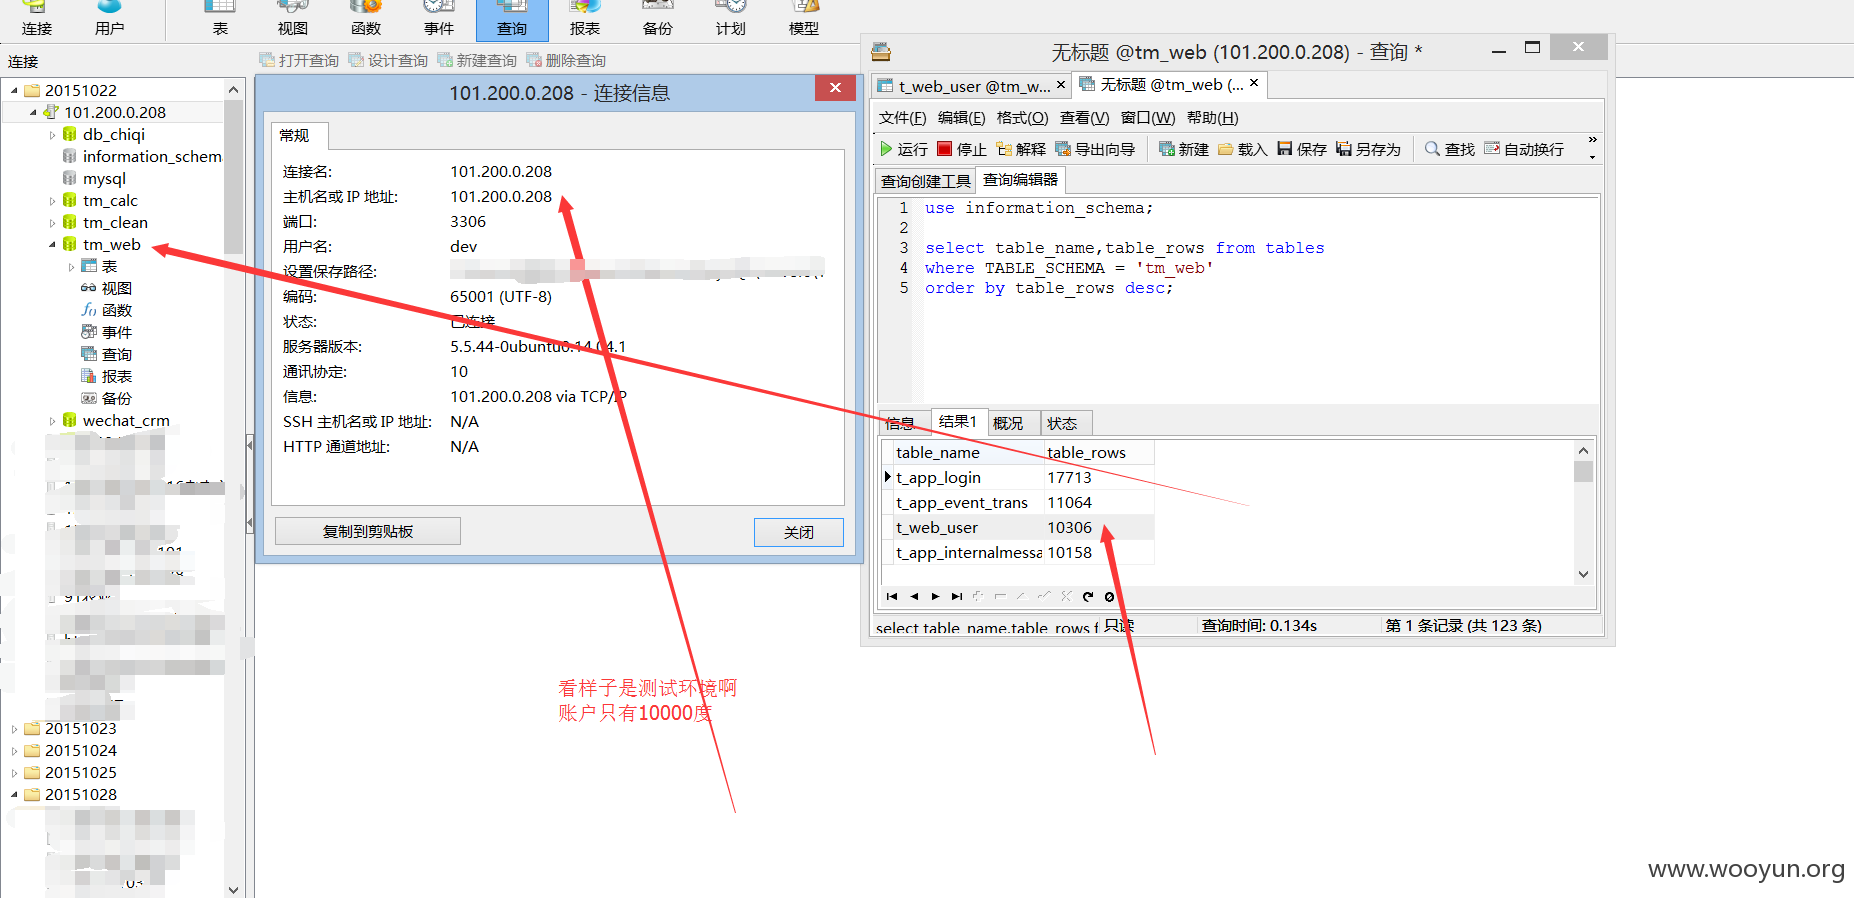 连接
用户
表
视图
函数
事件
查询
报表
备份
计划
模型
连接
打开查询
设计查询
新建查询
删除查询
20151022
101.200.0.208
db_chiqi
information_schem
mysql
tm_calc
tm_clean
tm_web
表
视图
函数
事件
查询
报表
备份
wechat_crm
20151023
20151024
20151025
20151028
101.200.0.208 - 连接信息
常规
连接名: 101.200.0.208
主机名或 IP 地址: 101.200.0.208
端口: 3306
用户名: dev
设置保存路径:
编码: 65001 (UTF-8)
状态: 已连接
服务器版本: 5.5.44-0ubuntu0.14.04.1
通讯协定: 10
信息: 101.200.0.208 via TCP/IP
SSH 主机名或 IP 地址: N/A
HTTP 通道地址: N/A
复制到剪贴板
关闭
无标题 @tm_web (101.200.0.208) - 查询 *
t_web_user @tm_w...
无标题 @tm_web (...
文件(F) 编辑(E) 格式(O) 查看(V) 窗口(W) 帮助(H)
运行 停止 解释 导出向导 新建 载入 保存 另存为 查找 自动换行
查询创建工具 查询编辑器
1 use information_schema;
2
3 select table_name,table_rows from tables
4 where TABLE_SCHEMA = 'tm_web'
5 order by table_rows desc;
信息 结果1 概况 状态
table_name table_rows
t_app_login 17713
t_app_event_trans 11064
t_web_user 10306
t_app_internalmessa 10158
select table_name,table_rows f 只读 查询时间: 0.134s 第 1 条记录 (共 123 条)
看样子是测试环境啊
账户只有10000度
www.wooyun.org